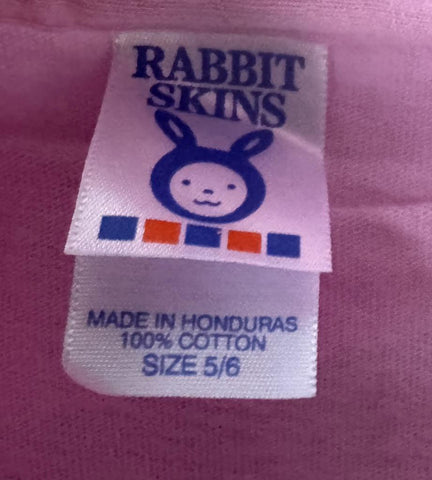 RABBIT
SKINS
MADE IN HONDURAS
100% COTTON
SIZE 5/6